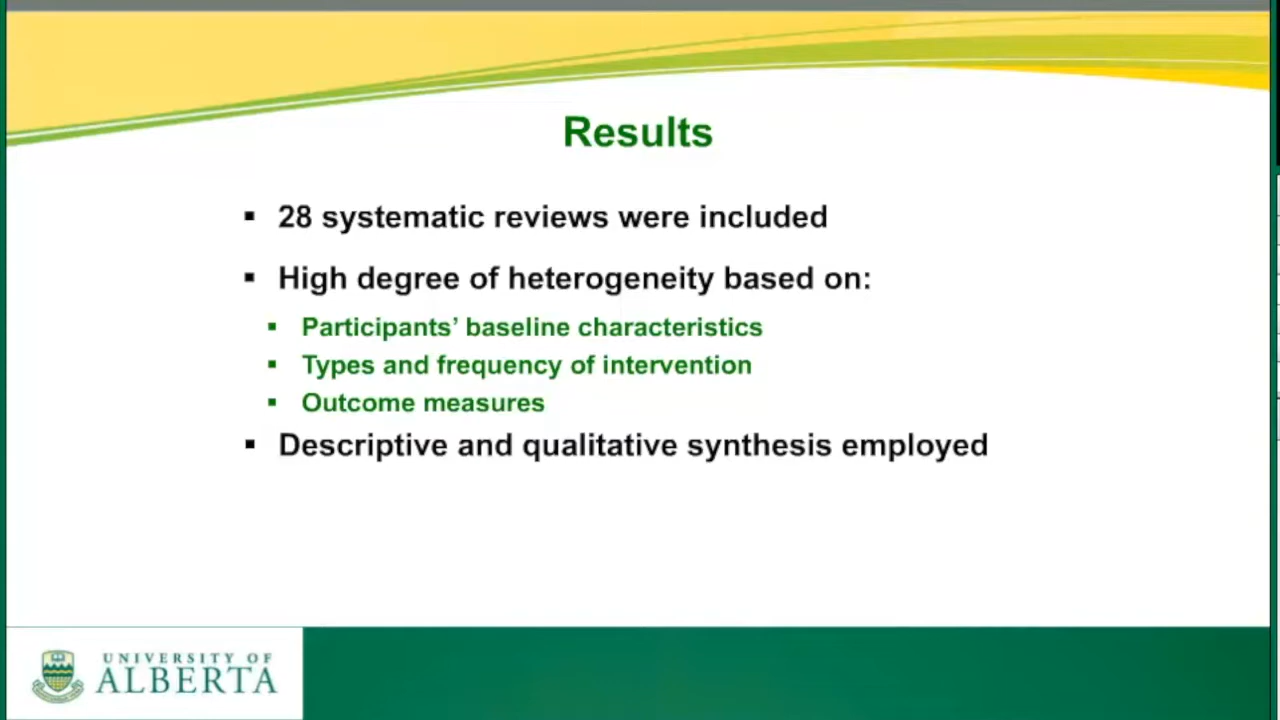 Results
▪ 28 systematic reviews were included
▪ High degree of heterogeneity based on:
▪ Participants’ baseline characteristics
▪ Types and frequency of intervention
▪ Outcome measures
▪ Descriptive and qualitative synthesis employed
UNIVERSITY OF
ALBERTA